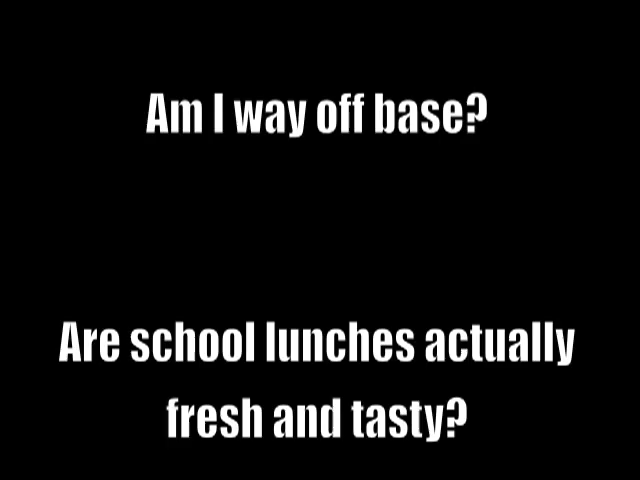 Am I way off base?
Are school lunches actually
fresh and tasty?